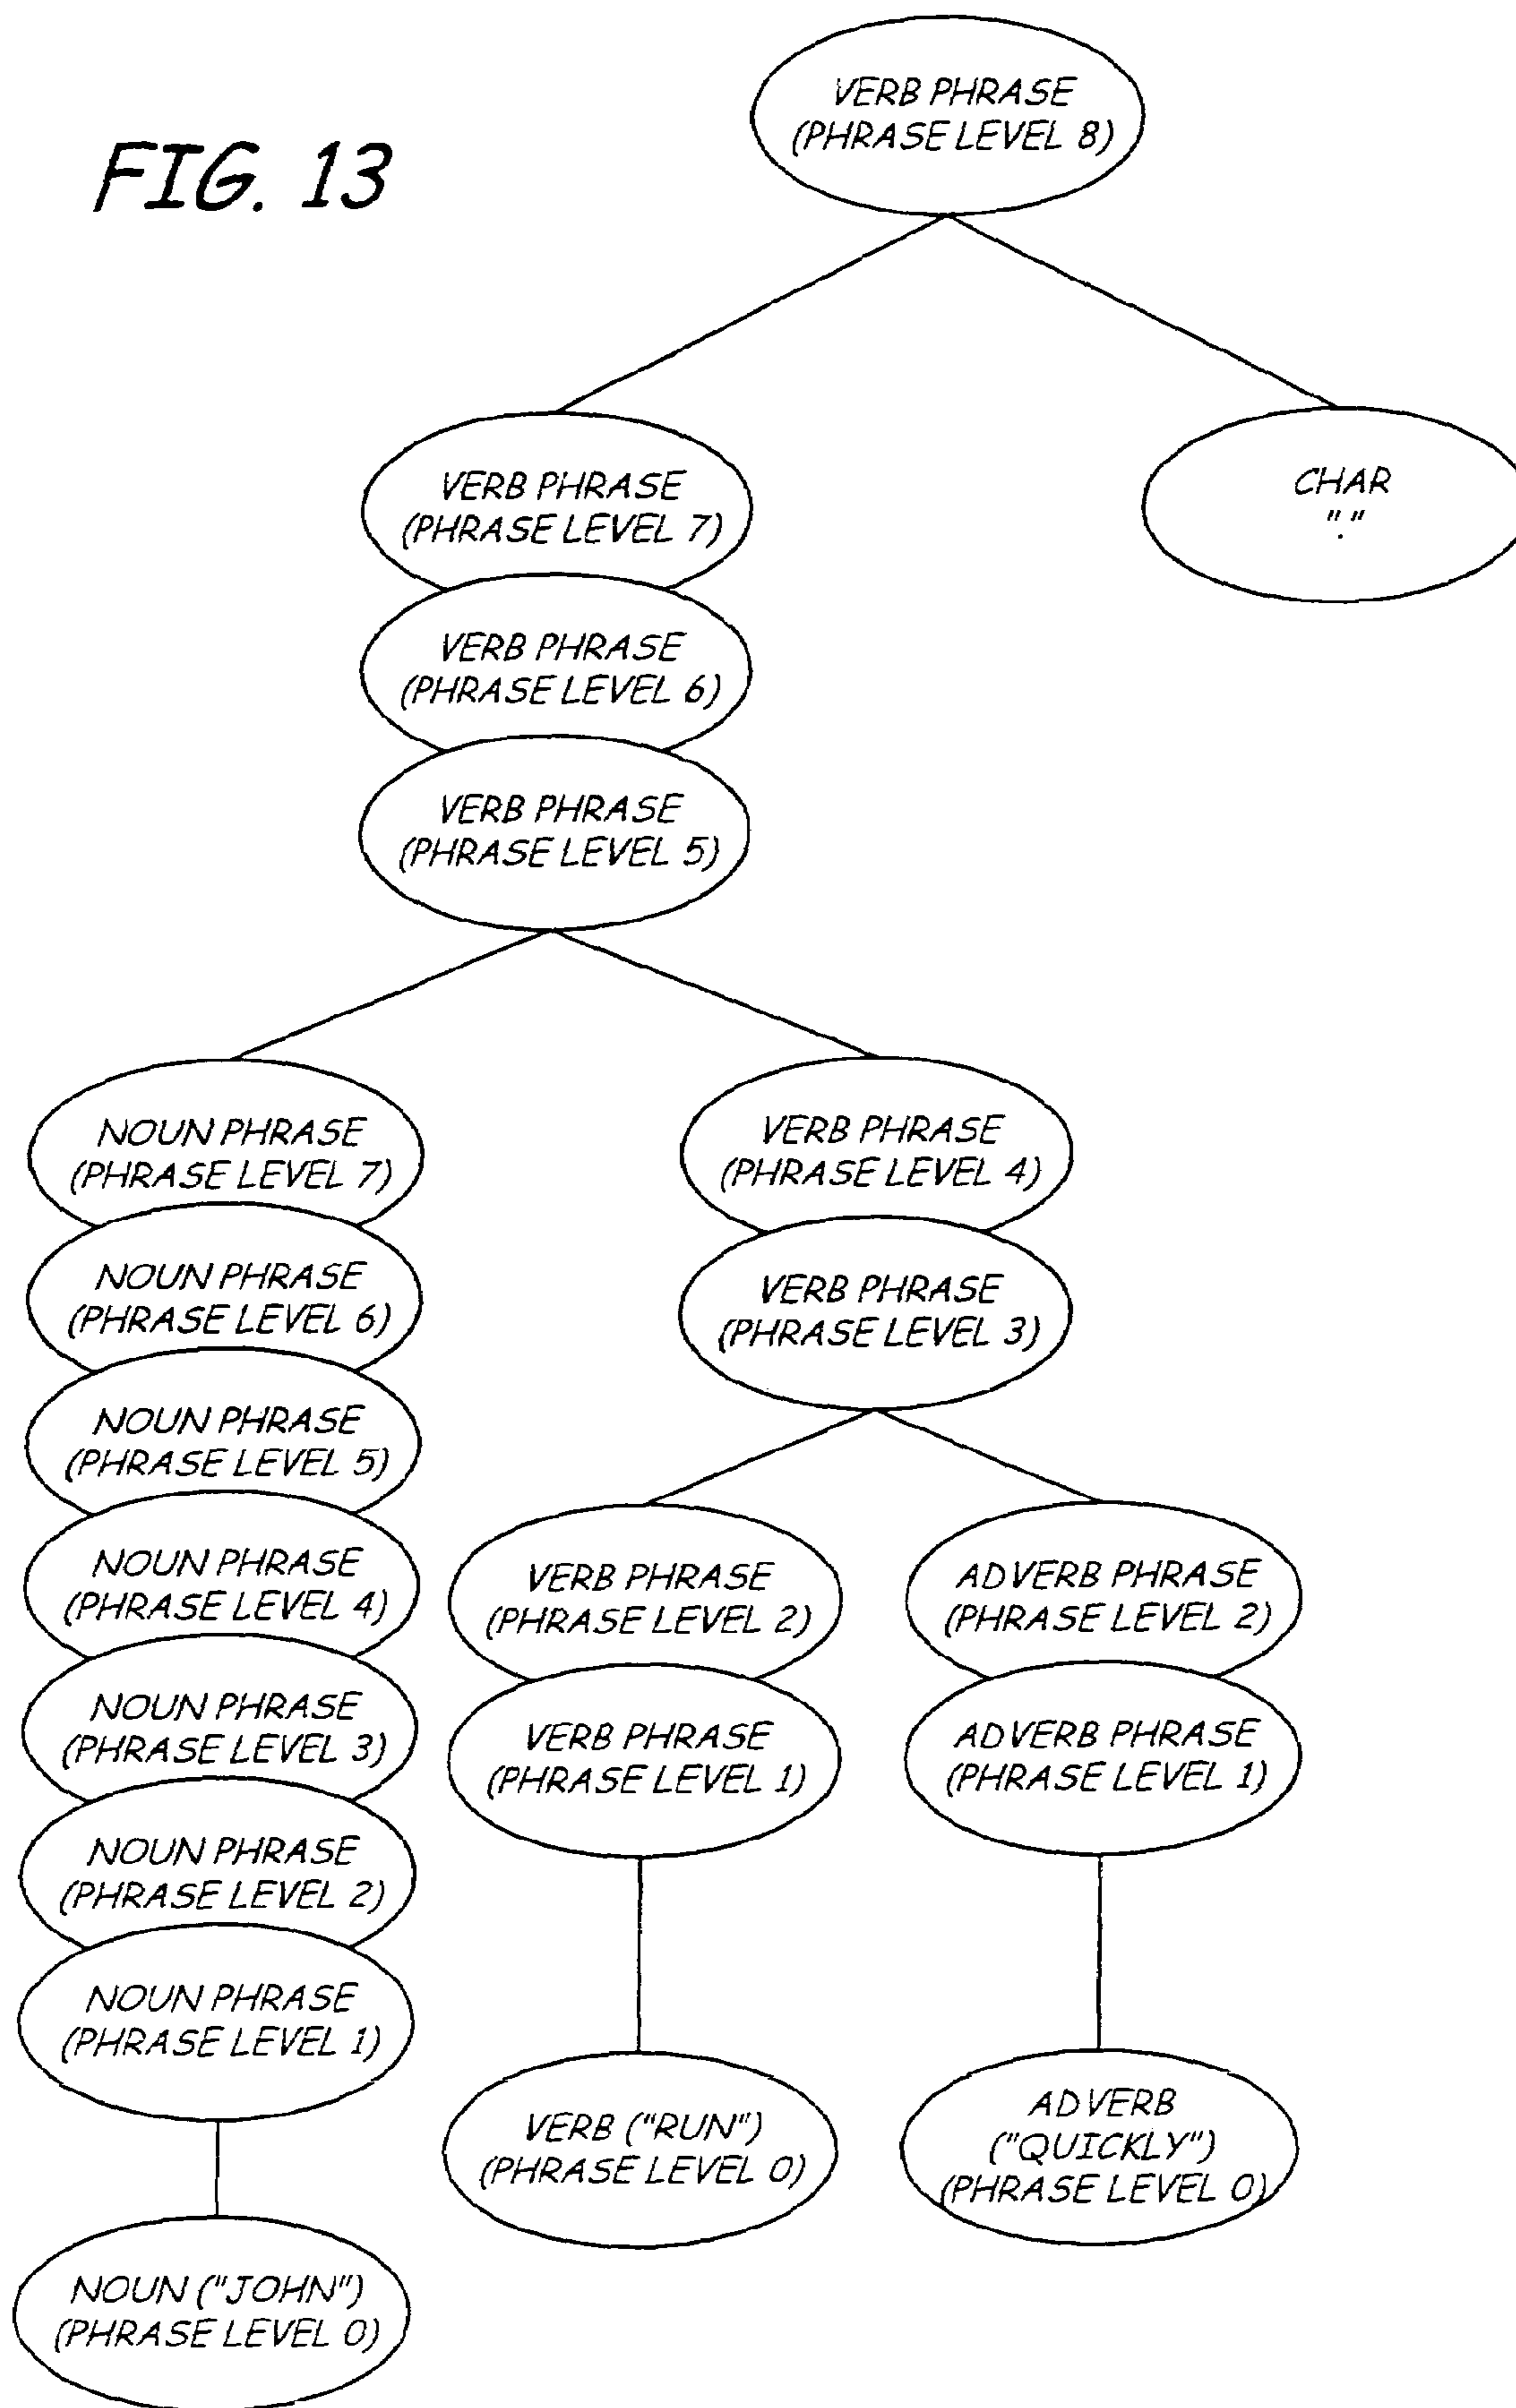 FIG. 13
VERB PHRASE
(PHRASE LEVEL 8)
VERB PHRASE
(PHRASE LEVEL 7)
CHAR
"."
VERB PHRASE
(PHRASE LEVEL 6)
VERB PHRASE
(PHRASE LEVEL 5)
NOUN PHRASE
(PHRASE LEVEL 7)
NOUN PHRASE
(PHRASE LEVEL 6)
NOUN PHRASE
(PHRASE LEVEL 5)
NOUN PHRASE
(PHRASE LEVEL 4)
NOUN PHRASE
(PHRASE LEVEL 3)
NOUN PHRASE
(PHRASE LEVEL 2)
NOUN PHRASE
(PHRASE LEVEL 1)
NOUN ("JOHN")
(PHRASE LEVEL 0)
VERB PHRASE
(PHRASE LEVEL 4)
VERB PHRASE
(PHRASE LEVEL 3)
VERB PHRASE
(PHRASE LEVEL 2)
VERB PHRASE
(PHRASE LEVEL 1)
VERB ("RUN")
(PHRASE LEVEL 0)
ADVERB PHRASE
(PHRASE LEVEL 2)
ADVERB PHRASE
(PHRASE LEVEL 1)
ADVERB
("QUICKLY")
(PHRASE LEVEL 0)